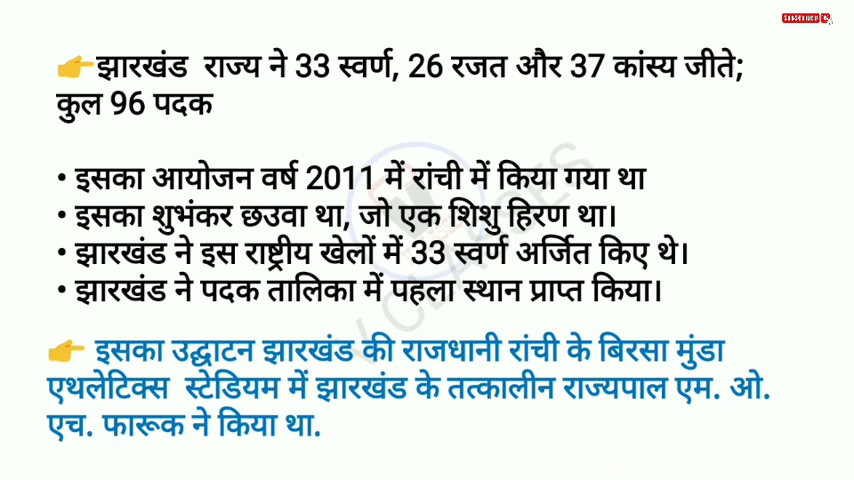 SUBSCRIBED
👉झारखंड राज्य ने 33 स्वर्ण, 26 रजत और 37 कांस्य जीते;
कुल 96 पदक
• इसका आयोजन वर्ष 2011 में रांची में किया गया था
• इसका शुभंकर छउवा था, जो एक शिशु हिरण था।
• झारखंड ने इस राष्ट्रीय खेलों में 33 स्वर्ण अर्जित किए थे।
• झारखंड ने पदक तालिका में पहला स्थान प्राप्त किया।
👉 इसका उद्घाटन झारखंड की राजधानी रांची के बिरसा मुंडा
एथलेटिक्स स्टेडियम में झारखंड के तत्कालीन राज्यपाल एम. ओ.
एच. फारूक ने किया था.
V CLASSES